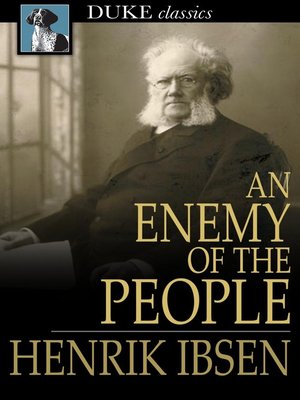 DUKE classics
AN
ENEMY
OF THE
PEOPLE
HENRIK IBSEN